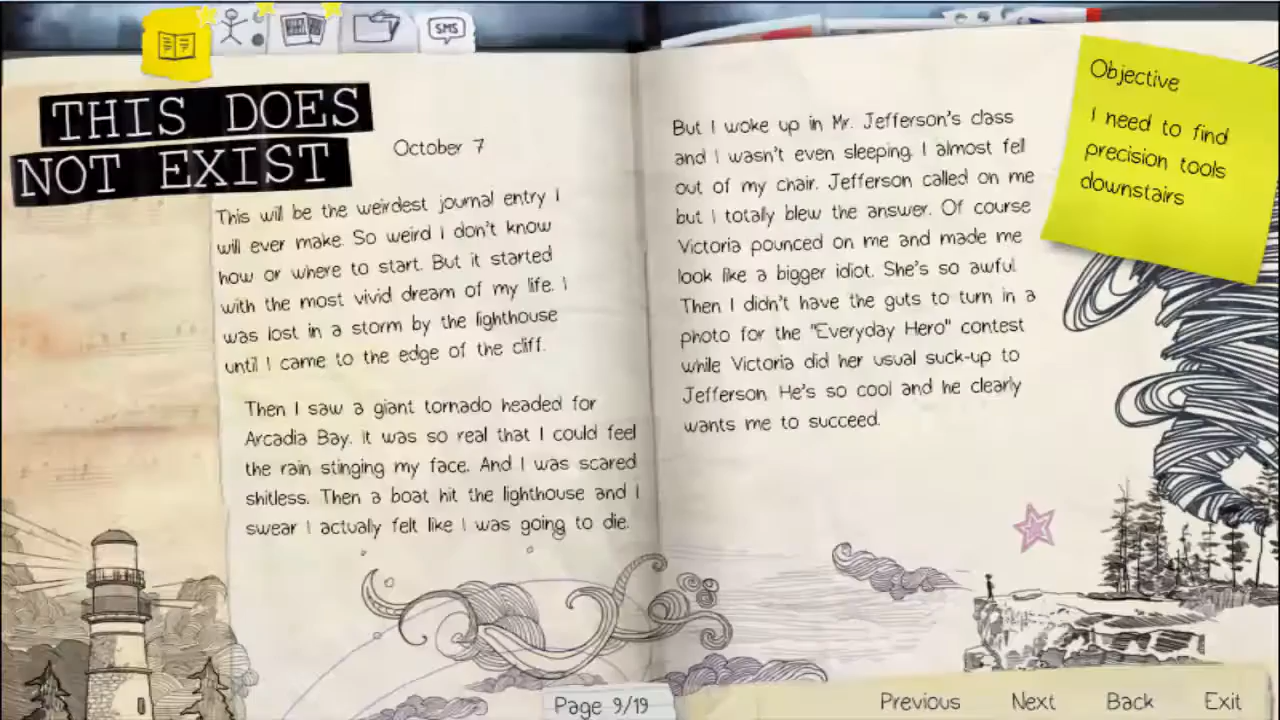 SMS
THIS DOES
NOT EXIST
October 7
This will be the weirdest journal entry I
will ever make. So weird I don't know
how or where to start. But it started
with the most vivid dream of my life. I
was lost in a storm by the lighthouse
until I came to the edge of the cliff.
Then I saw a giant tornado headed for
Arcadia Bay. It was so real that I could feel
the rain stinging my face. And I was scared
shitless. Then a boat hit the lighthouse and I
swear I actually felt like I was going to die.
But I woke up in Mr. Jefferson's class
and I wasn't even sleeping. I almost fell
out of my chair. Jefferson called on me
but I totally blew the answer. Of course
Victoria pounced on me and made me
look like a bigger idiot. She's so awful.
Then I didn't have the guts to turn in a
photo for the "Everyday Hero" contest
while Victoria did her usual suck-up to
Jefferson. He's so cool and he clearly
wants me to succeed.
Objective
I need to find
precision tools
downstairs
Page 9/19
Previous Next Back Exit